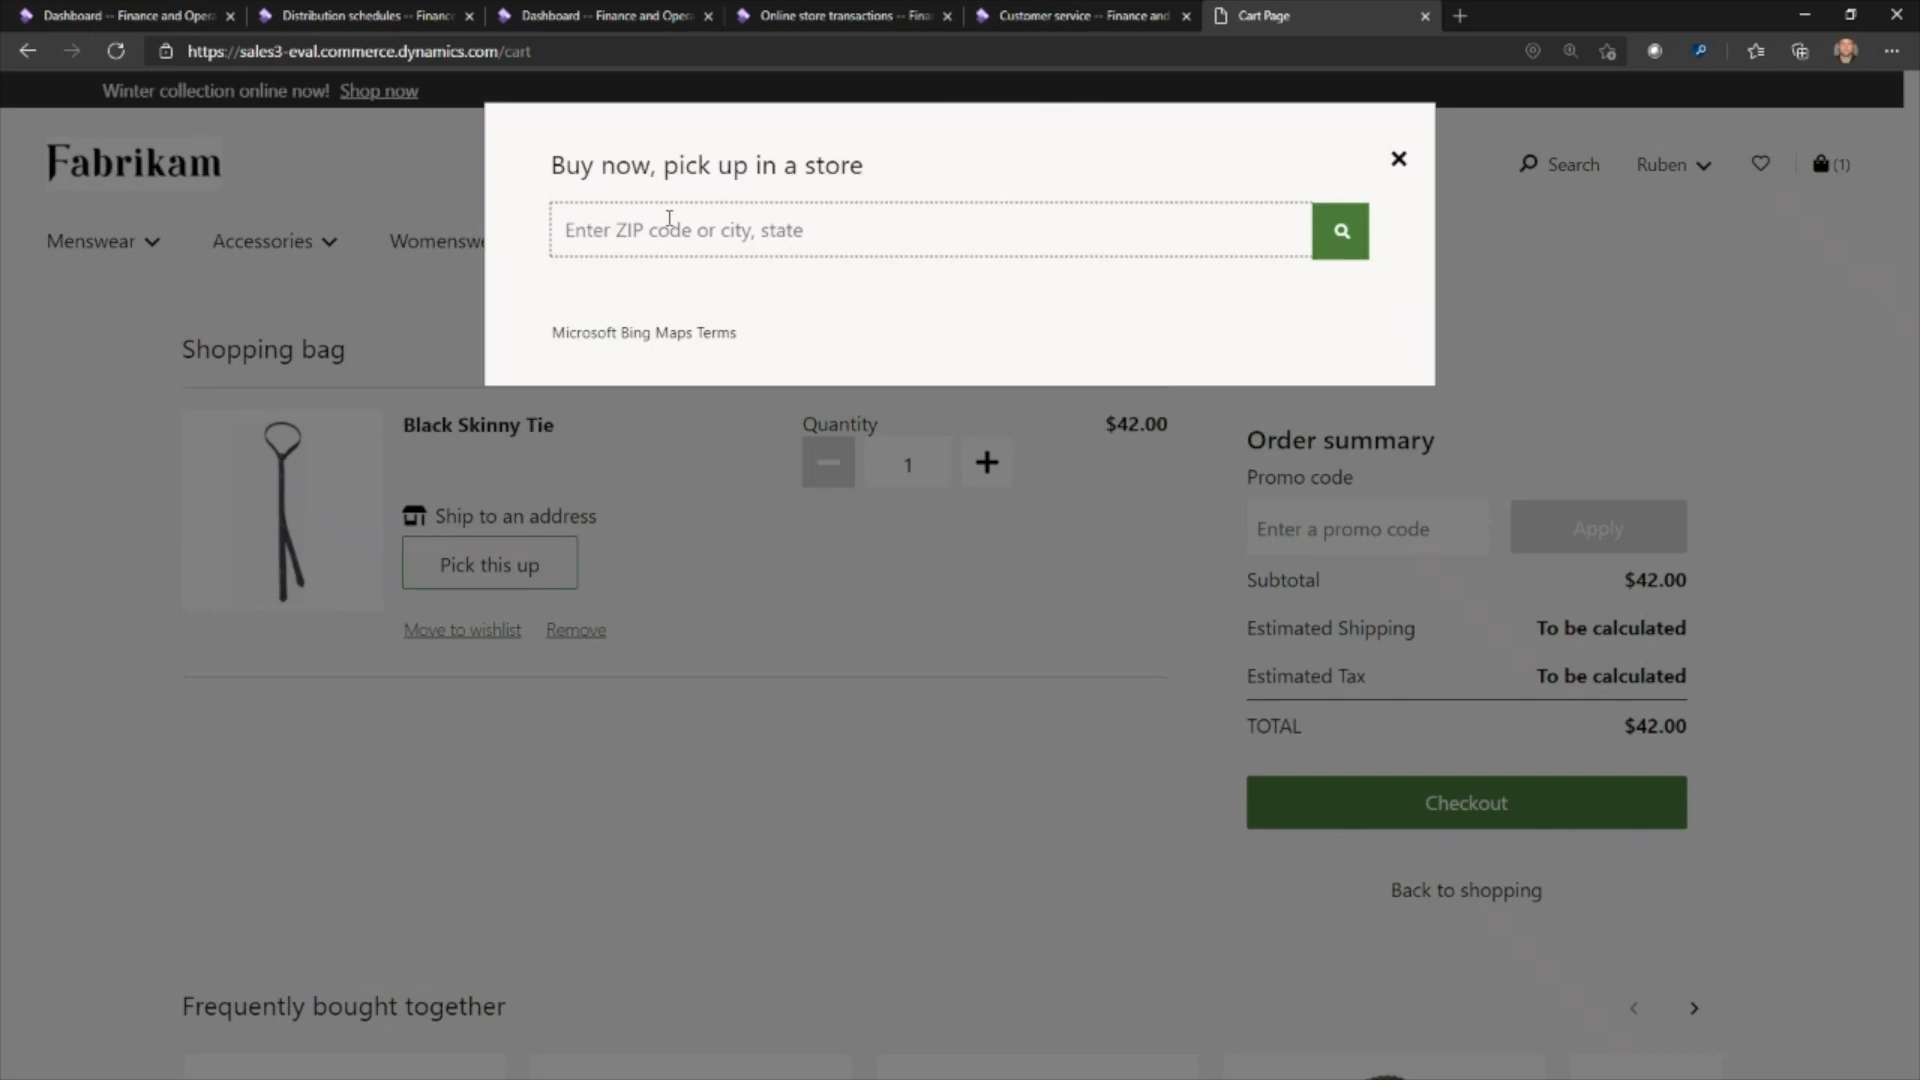 Dashboard -- Finance and Opera
Distribution schedules -- Finance
Dashboard -- Finance and Opera
Online store transactions -- Fina
Customer service -- Finance and
Cart Page
https://sales3-eval.commerce.dynamics.com/cart
Winter collection online now! Shop now
Fabrikam
Buy now, pick up in a store
Search
Ruben
(1)
Enter ZIP code or city, state
Menswear
Accessories
Womenswe
Microsoft Bing Maps Terms
Shopping bag
Black Skinny Tie
Quantity
$42.00
1
Ship to an address
Pick this up
Move to wishlist
Remove
Order summary
Promo code
Enter a promo code
Apply
Subtotal
$42.00
Estimated Shipping
To be calculated
Estimated Tax
To be calculated
TOTAL
$42.00
Checkout
Back to shopping
Frequently bought together